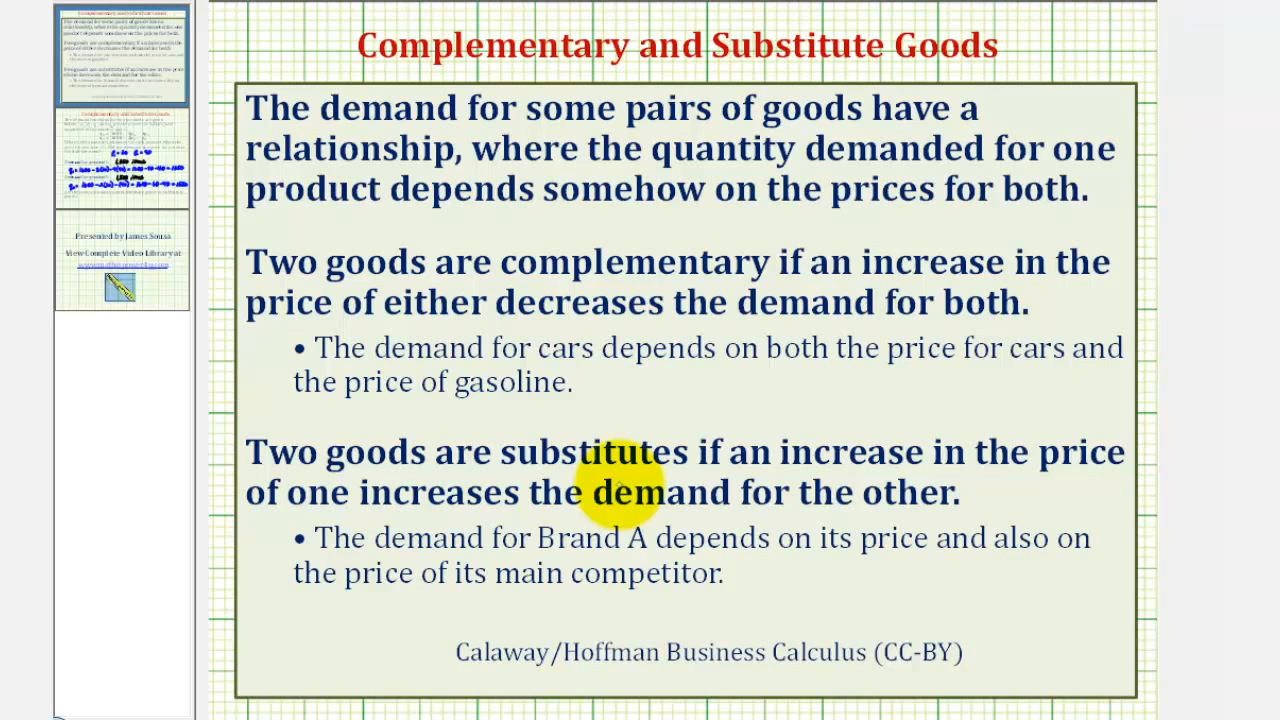 Complementary and Substitute Goods
The demand for some pairs of goods have a
relationship, where the quantity demanded for one
product depends somehow on the prices for both.
Two goods are complementary if an increase in the
price of either decreases the demand for both.
• The demand for cars depends on both the price for cars and
the price of gasoline.
Two goods are substitutes if an increase in the price
of one increases the demand for the other.
• The demand for Brand A depends on its price and also on
the price of its main competitor.
Calaway/Hoffman Business Calculus (CC-BY)
Presented by James Sousa
View Complete Video Library at